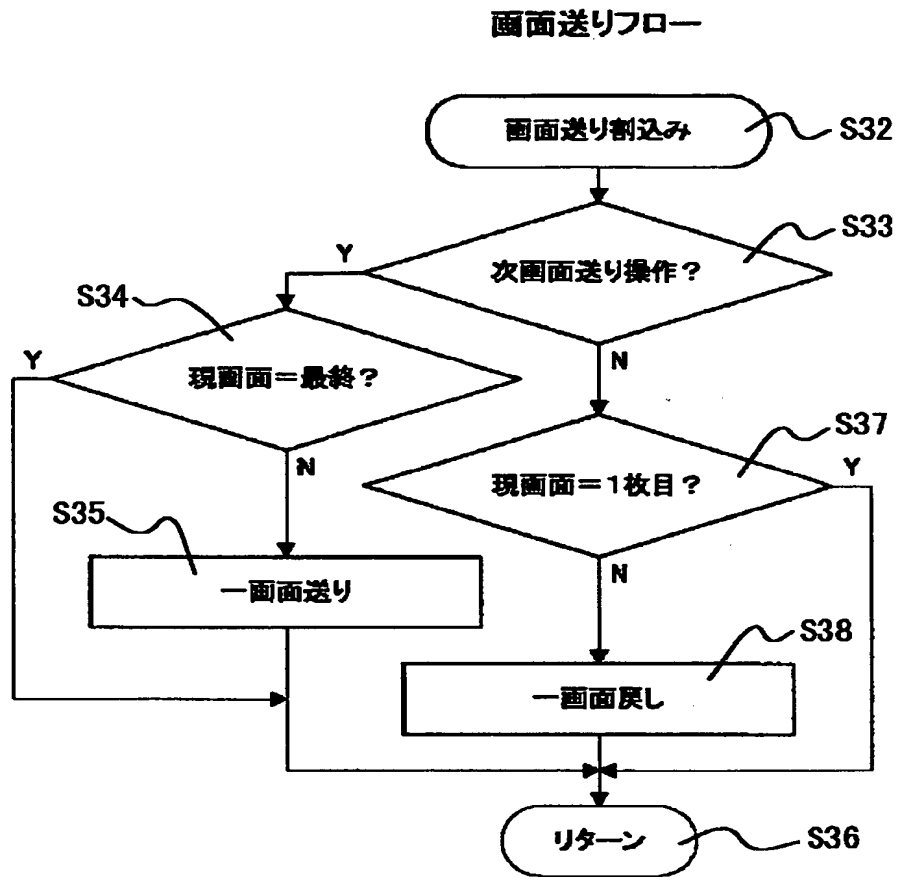 画面送りフロー
画面送り割込み
S32
S33
Y
次画面送り操作？
S34
Y
現画面＝最終？
N
N
S37
現画面＝１枚目？
Y
S35
一画面送り
N
S38
一画面戻し
リターン
S36